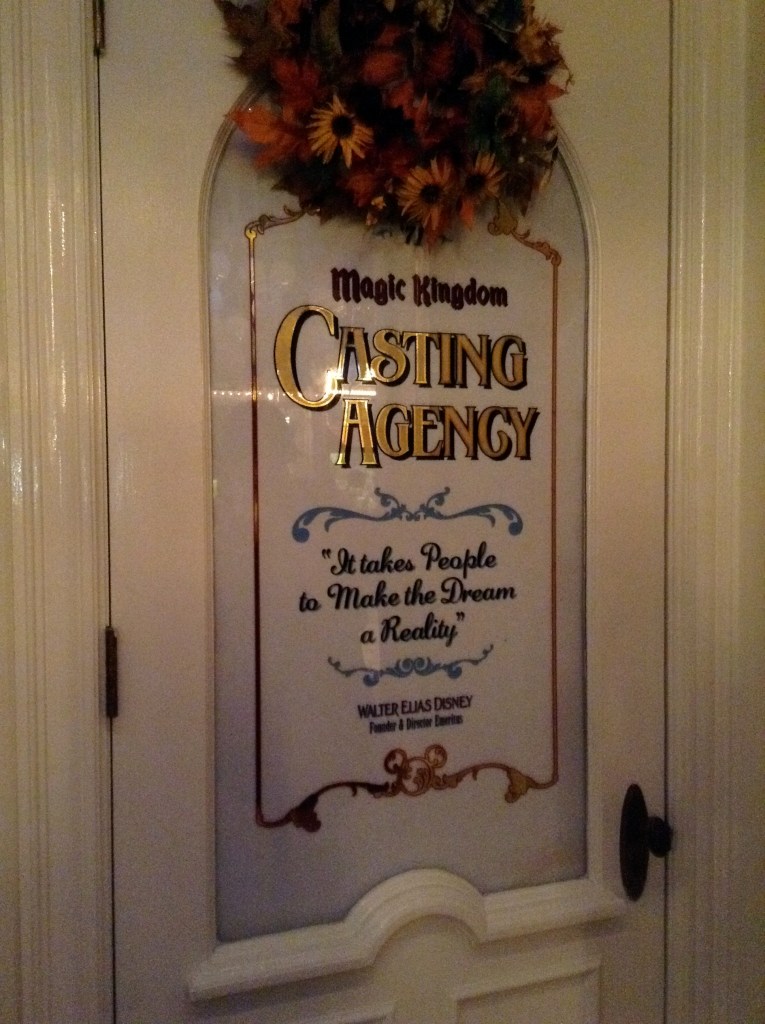 Magic Kingdom
CASTING
AGENCY
"It takes People
to Make the Dream
a Reality"
WALTER ELIAS DISNEY
Founder & Director Emeritus